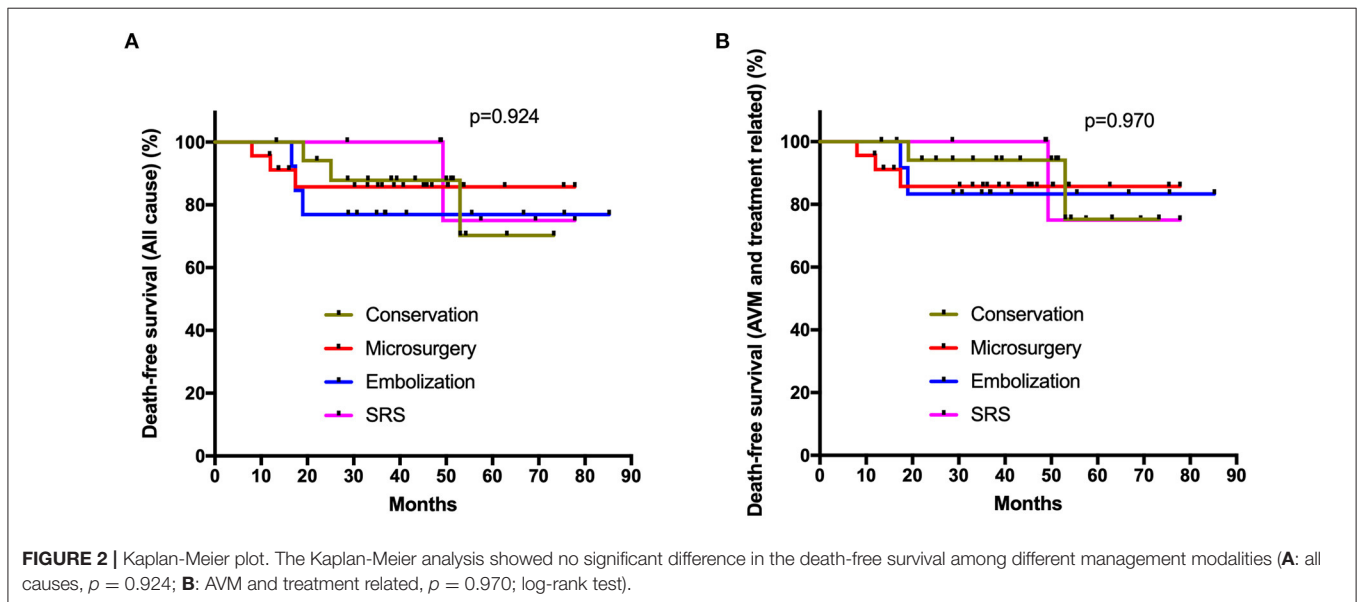 A
Death-free survival (All cause) (%)
p=0.924
100
80
60
40
20
0
Conservation
Microsurgery
Embolization
SRS
0 10 20 30 40 50 60 70 80 90
Months
B
Death-free survival (AVM and treatment related) (%)
p=0.970
100
80
60
40
20
0
Conservation
Microsurgery
Embolization
SRS
0 10 20 30 40 50 60 70 80 90
Months
FIGURE 2 | Kaplan-Meier plot. The Kaplan-Meier analysis showed no significant difference in the death-free survival among different management modalities (A: all
causes, p = 0.924; B: AVM and treatment related, p = 0.970; log-rank test).